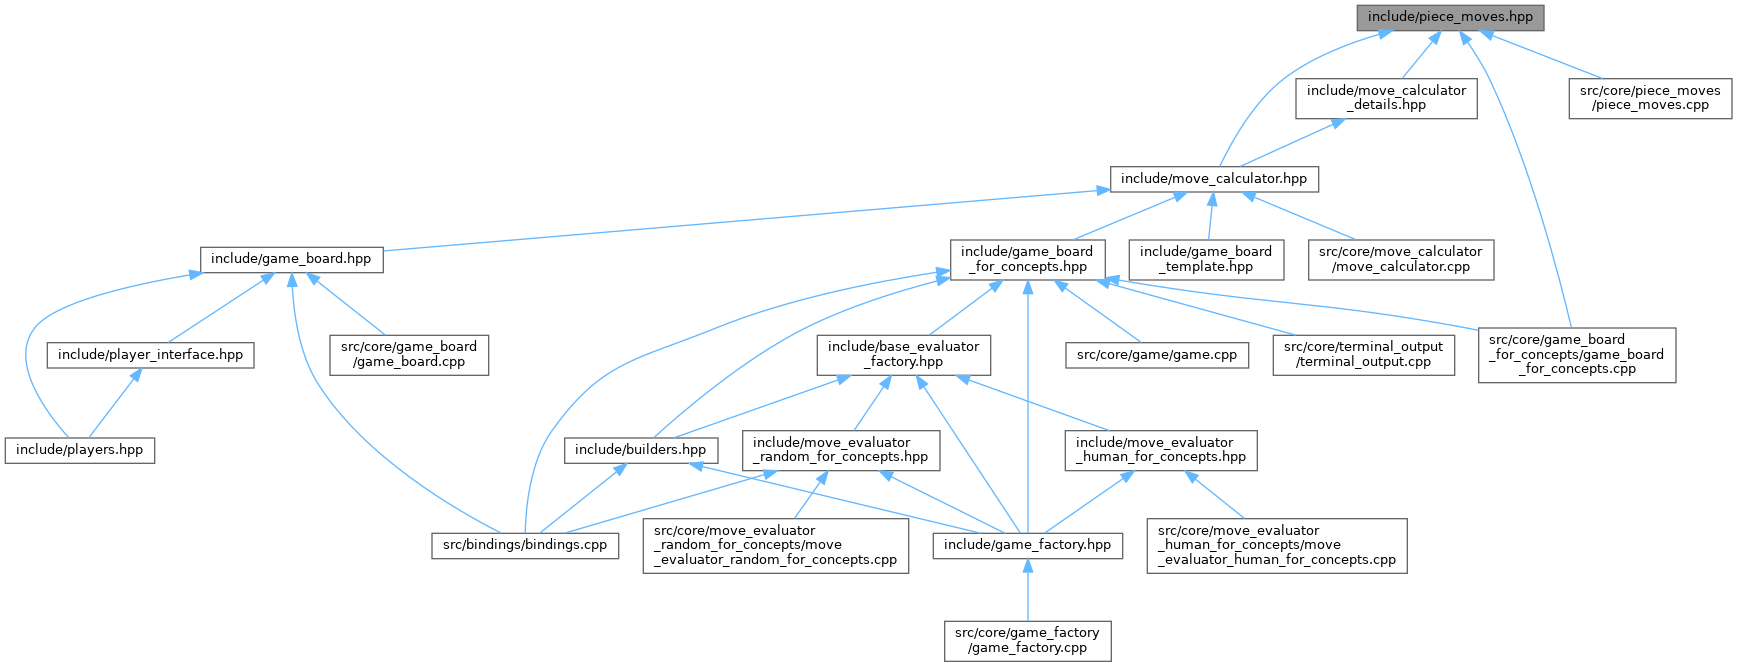 include/piece_moves.hpp
include/move_calculator
_details.hpp
src/core/piece_moves
/piece_moves.cpp
include/move_calculator.hpp
include/game_board.hpp
include/game_board
_for_concepts.hpp
include/game_board
_template.hpp
src/core/move_calculator
/move_calculator.cpp
include/player_interface.hpp
src/core/game_board
/game_board.cpp
include/base_evaluator
_factory.hpp
src/core/game/game.cpp
src/core/terminal_output
/terminal_output.cpp
src/core/game_board
_for_concepts/game_board
_for_concepts.cpp
include/players.hpp
include/builders.hpp
include/move_evaluator
_random_for_concepts.hpp
include/move_evaluator
_human_for_concepts.hpp
src/bindings/bindings.cpp
src/core/move_evaluator
_random_for_concepts/move
_evaluator_random_for_concepts.cpp
include/game_factory.hpp
src/core/move_evaluator
_human_for_concepts/move
_evaluator_human_for_concepts.cpp
src/core/game_factory
/game_factory.cpp